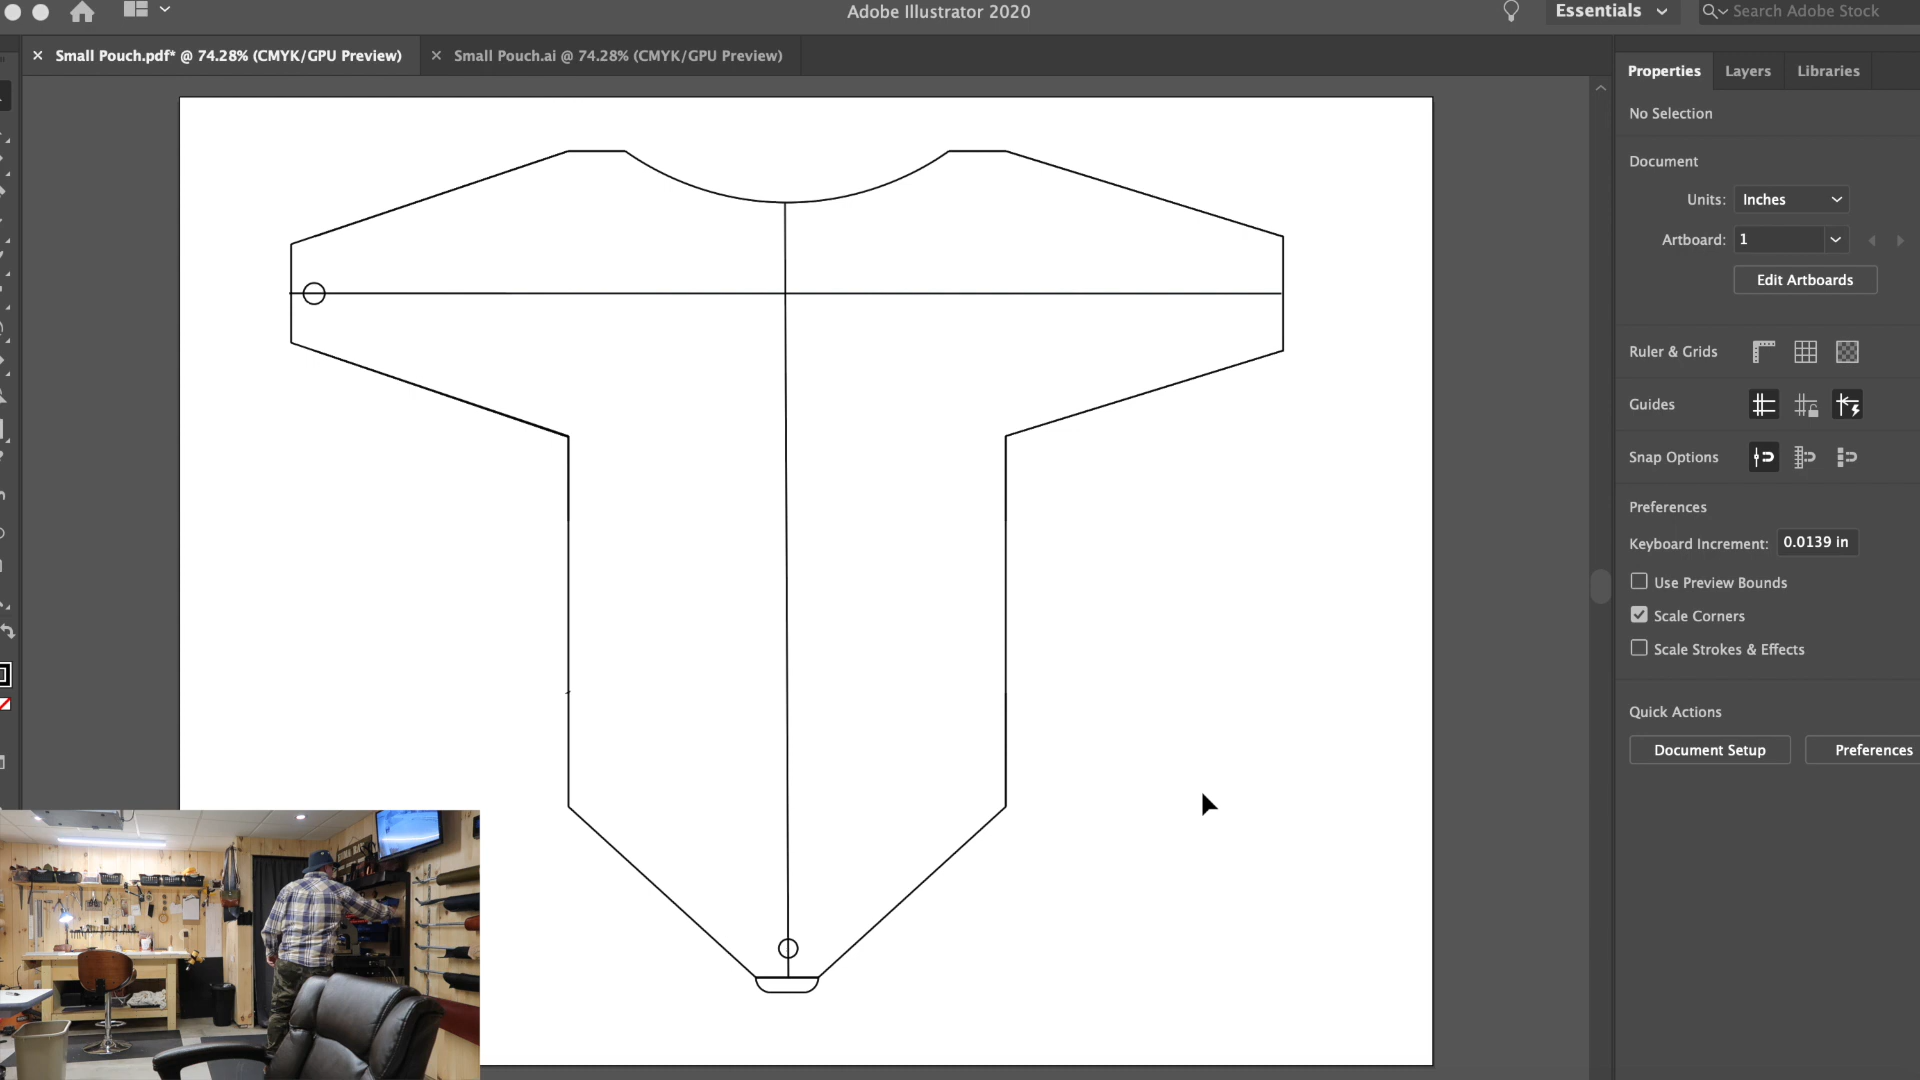 Adobe Illustrator 2020
Essentials
Search Adobe Stock
Small Pouch.pdf* @ 74.28% (CMYK/GPU Preview)
Small Pouch.ai @ 74.28% (CMYK/GPU Preview)
Properties
Layers
Libraries
No Selection
Document
Units: Inches
Artboard: 1
Edit Artboards
Ruler & Grids
Guides
Snap Options
Preferences
Keyboard Increment: 0.0139 in
Use Preview Bounds
Scale Corners
Scale Strokes & Effects
Quick Actions
Document Setup
Preferences